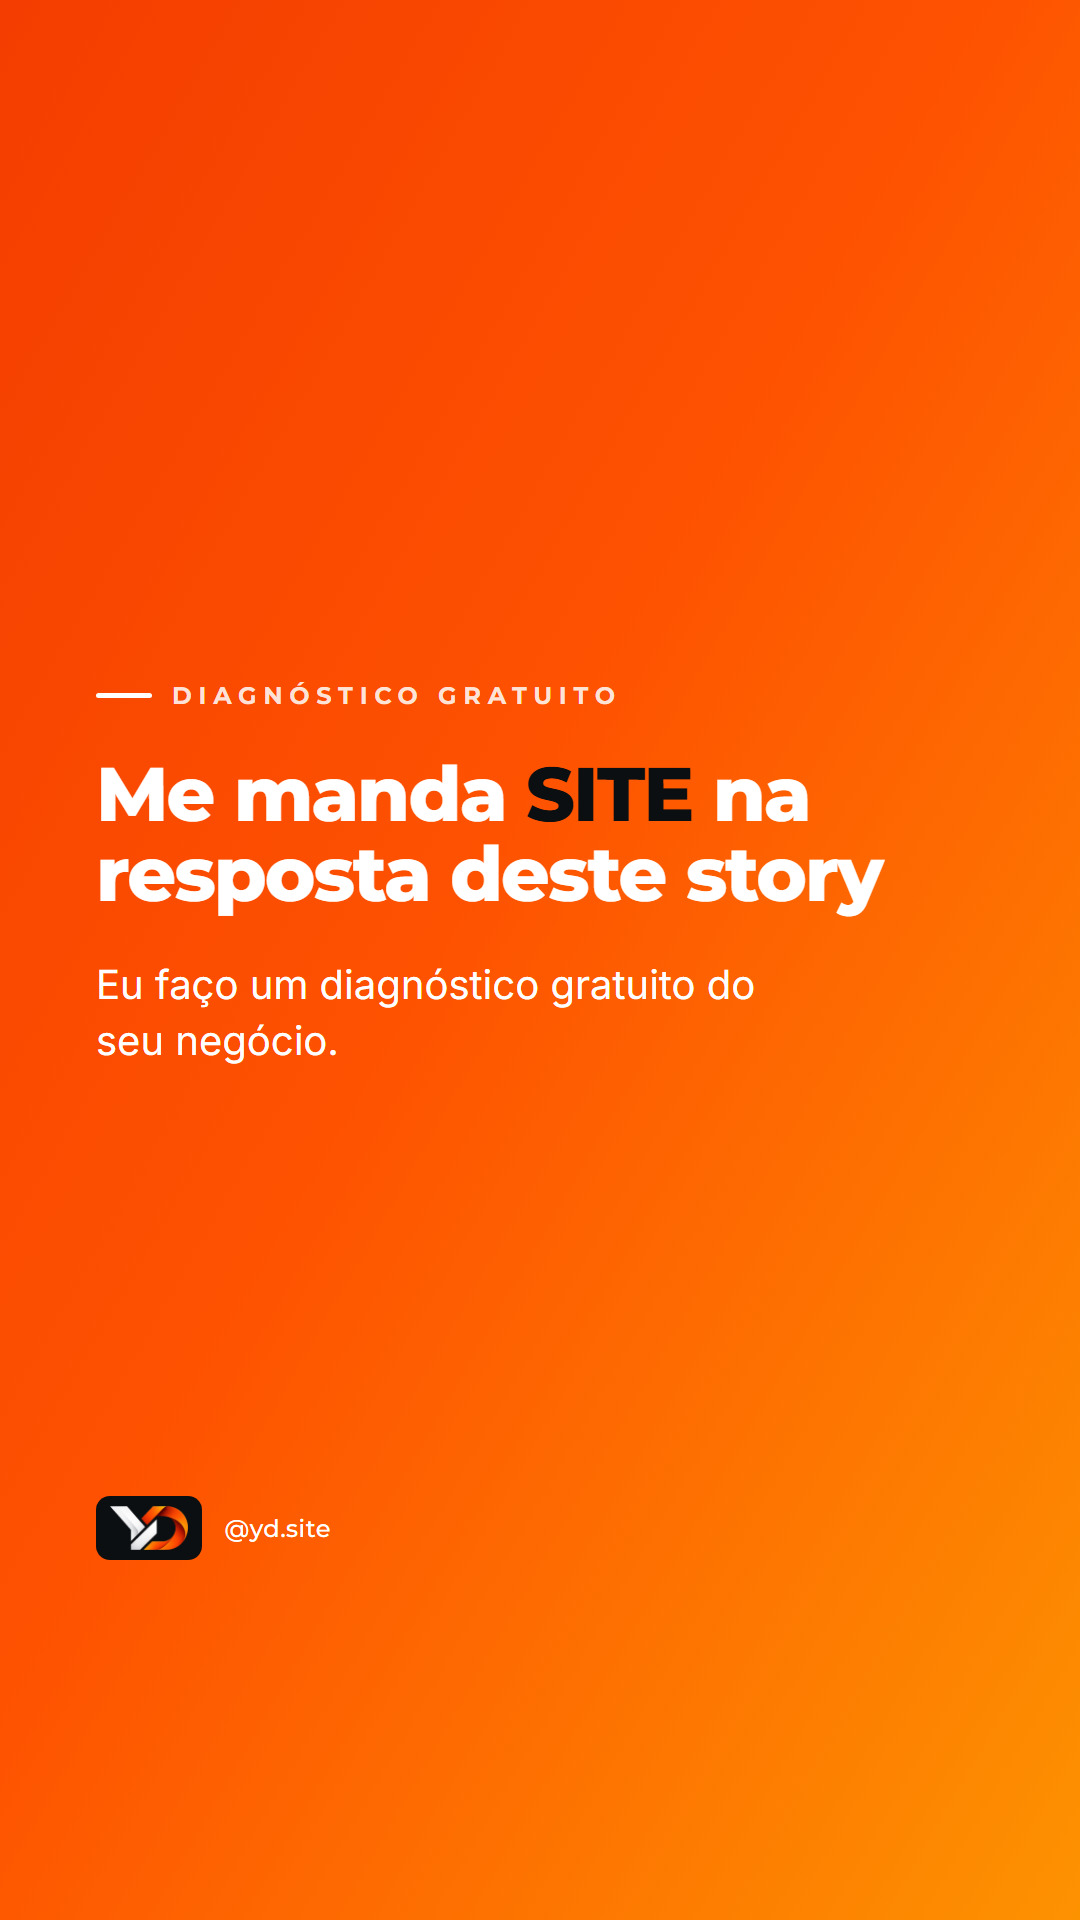 DIAGNÓSTICO GRATUITO
Me manda SITE na
resposta deste story
Eu faço um diagnóstico gratuito do
seu negócio.
YD
@yd.site